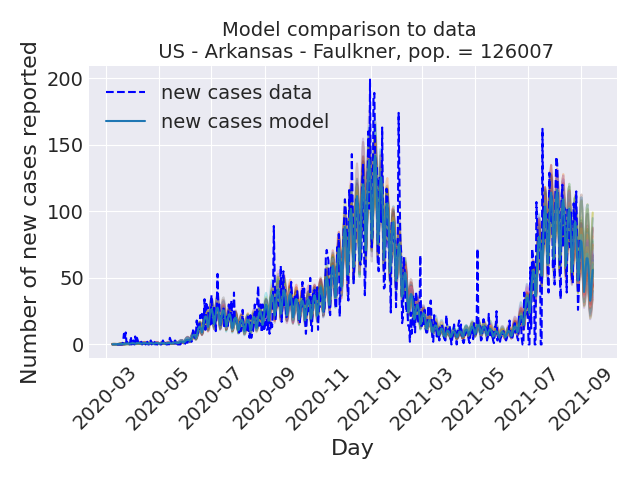 Model comparison to data
US - Arkansas - Faulkner, pop. = 126007
Number of new cases reported
200
150
100
50
0
new cases data
new cases model
2020-03
2020-05
2020-07
2020-09
2020-11
2021-01
2021-03
2021-05
2021-07
2021-09
Day